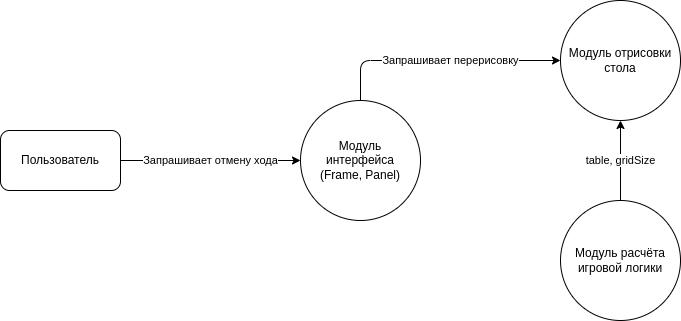 Запрашивает перерисовку
Модуль отрисовки
стола
Пользователь
Запрашивает отмену хода
Модуль
интерфейса
(Frame, Panel)
table, gridSize
Модуль расчёта
игровой логики